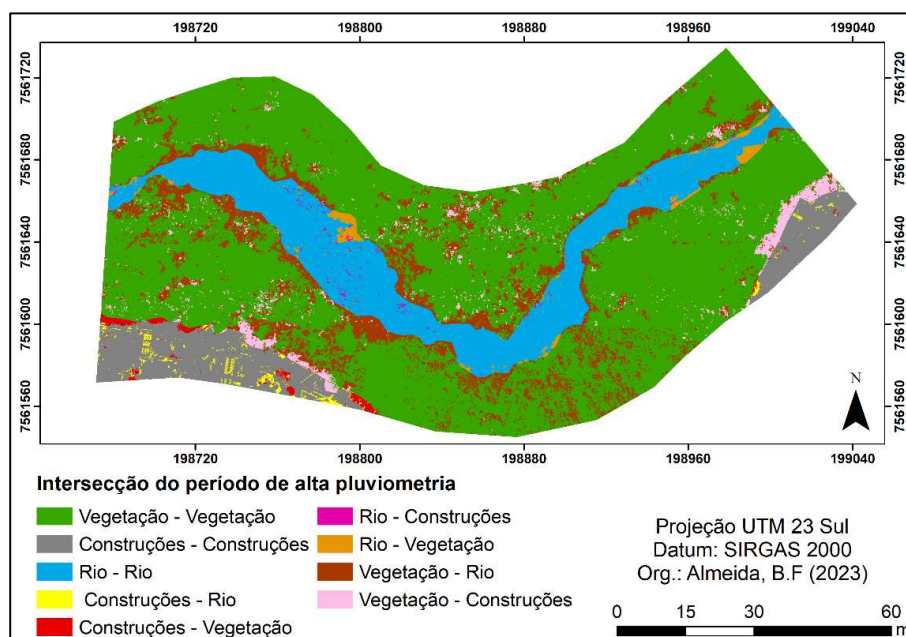 198720 198800 198880 198960 199040
7561720
7561680
7561640
7561600
7561560
7561720
7561680
7561640
7561600
7561560
N
198720 198800 198880 198960 199040
Intersecção do período de alta pluviometria
Vegetação - Vegetação
Construções - Construções
Rio - Rio
Construções - Rio
Construções - Vegetação
Rio - Construções
Rio - Vegetação
Vegetação - Rio
Vegetação - Construções
Projeção UTM 23 Sul
Datum: SIRGAS 2000
Org.: Almeida, B.F (2023)
0 15 30 60
m